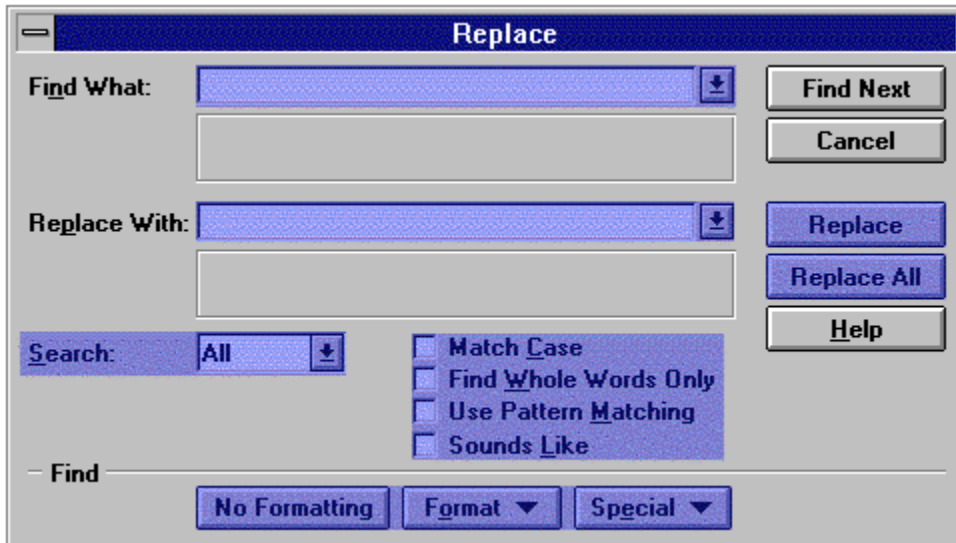 Replace
Find What:
Find Next
Cancel
Replace With:
Replace
Replace All
Help
Search: All
Match Case
Find Whole Words Only
Use Pattern Matching
Sounds Like
Find
No Formatting Format Special